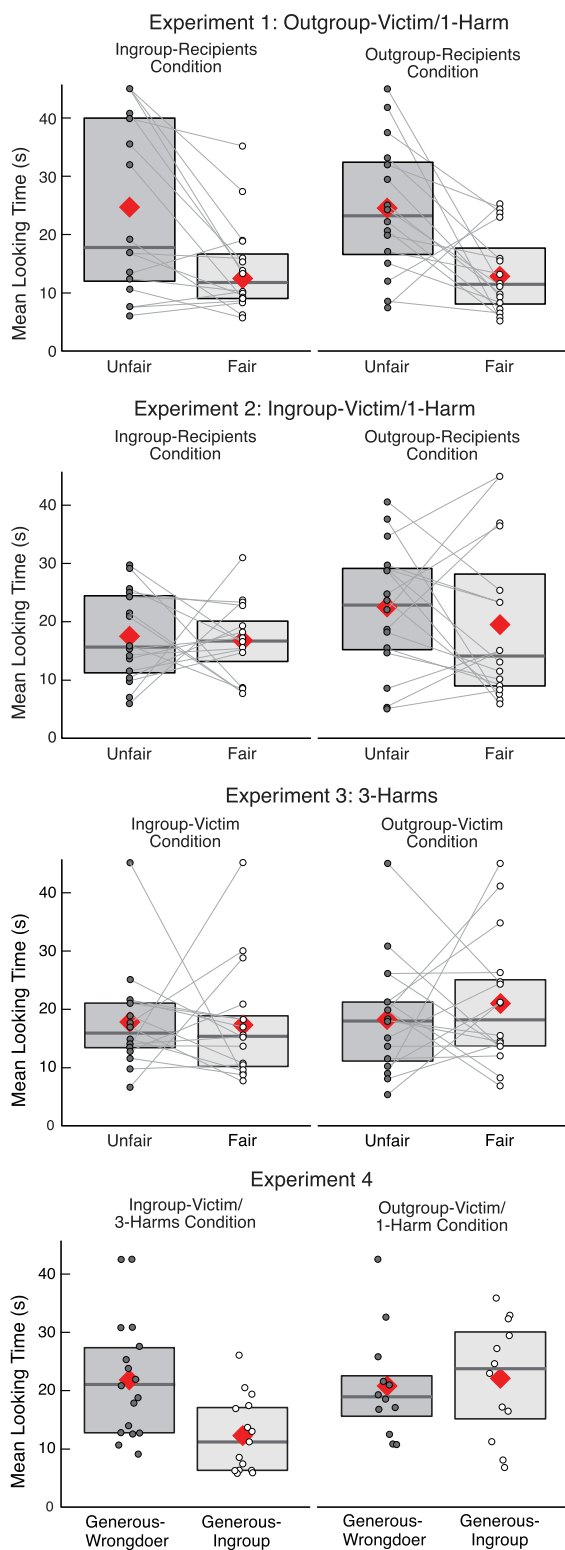 Experiment 1: Outgroup-Victim/1-Harm
Ingroup-Recipients
Condition
Outgroup-Recipients
Condition
Mean Looking Time (s)
40
30
20
10
0
Unfair
Fair
Unfair
Fair
Experiment 2: Ingroup-Victim/1-Harm
Ingroup-Recipients
Condition
Outgroup-Recipients
Condition
Mean Looking Time (s)
40
30
20
10
0
Unfair
Fair
Unfair
Fair
Experiment 3: 3-Harms
Ingroup-Victim
Condition
Outgroup-Victim
Condition
Mean Looking Time (s)
40
30
20
10
0
Unfair
Fair
Unfair
Fair
Experiment 4
Ingroup-Victim/
3-Harms Condition
Outgroup-Victim/
1-Harm Condition
Mean Looking Time (s)
40
30
20
10
0
Generous-
Wrongdoer
Generous-
Ingroup
Generous-
Wrongdoer
Generous-
Ingroup